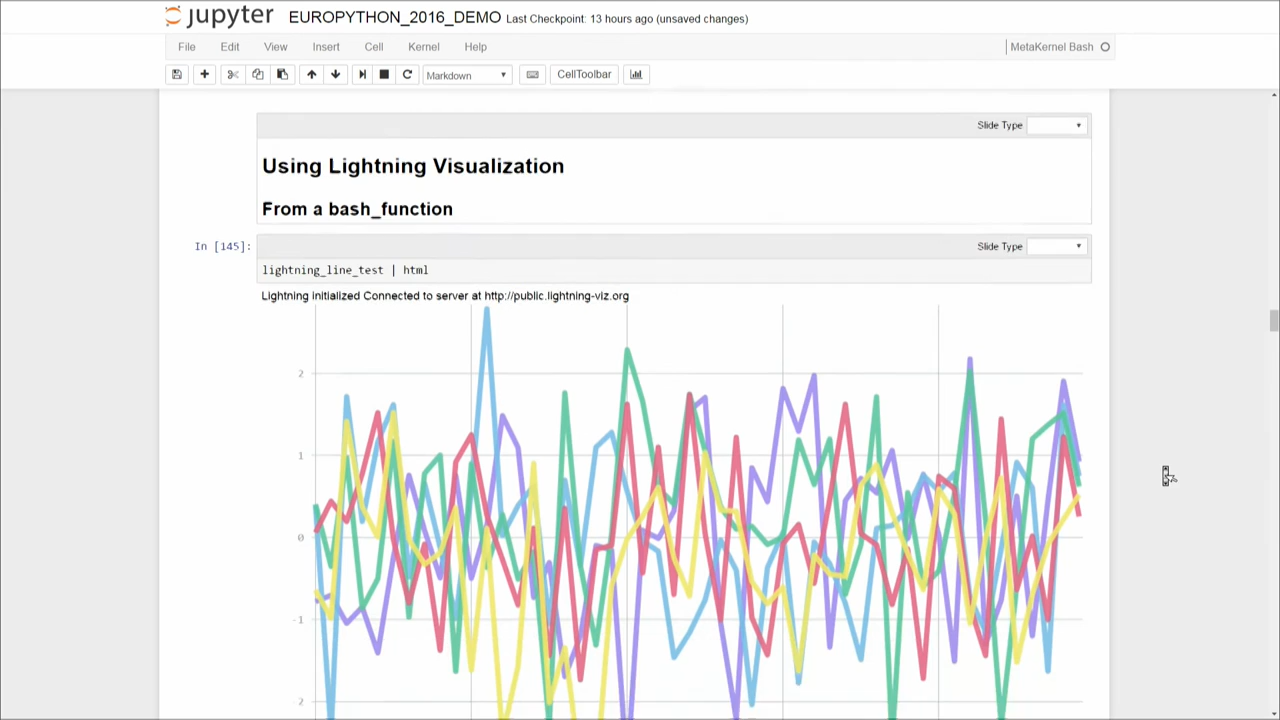 jupyter EUROPYTHON_2016_DEMO Last Checkpoint: 13 hours ago (unsaved changes)
File Edit View Insert Cell Kernel Help MetaKernel Bash
Markdown CellToolbar
Slide Type
Using Lightning Visualization
From a bash_function
In [145]: Slide Type
lightning_line_test | html
Lightning initialized Connected to server at http://public.lightning-viz.org
2
1
0
-1
2